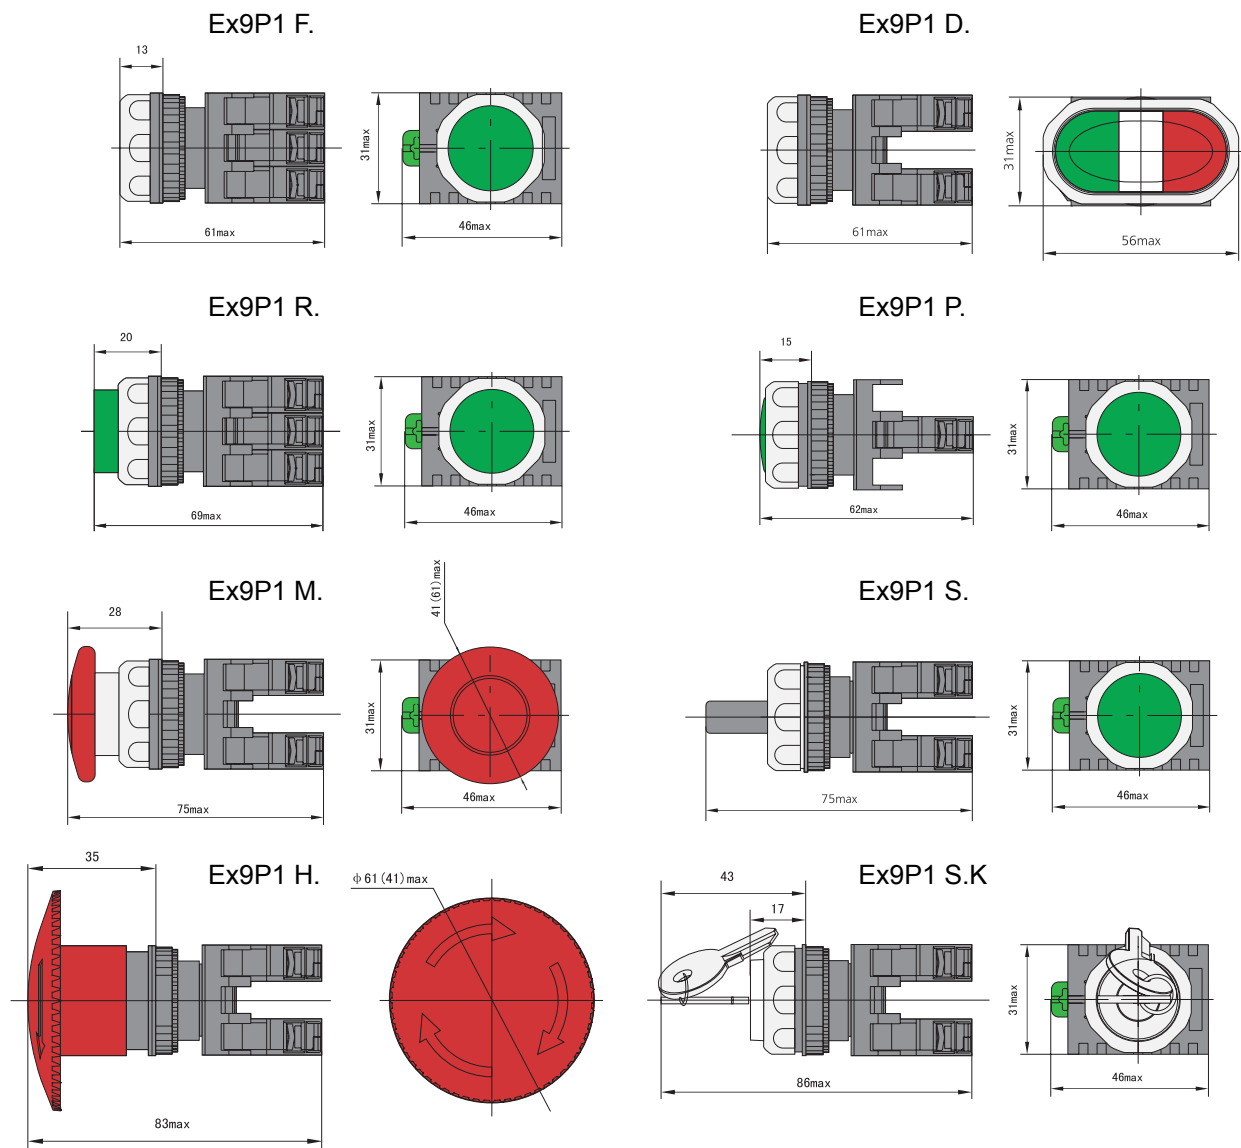 Ex9P1 F.
13
61max
31max
46max
Ex9P1 D.
61max
31max
56max
Ex9P1 R.
20
69max
31max
46max
Ex9P1 P.
15
62max
31max
46max
Ex9P1 M.
28
75max
31max
41(61)max
46max
Ex9P1 S.
75max
31max
46max
Ex9P1 H.
35
83max
ϕ61(41)max
Ex9P1 S.K
43
17
86max
31max
46max